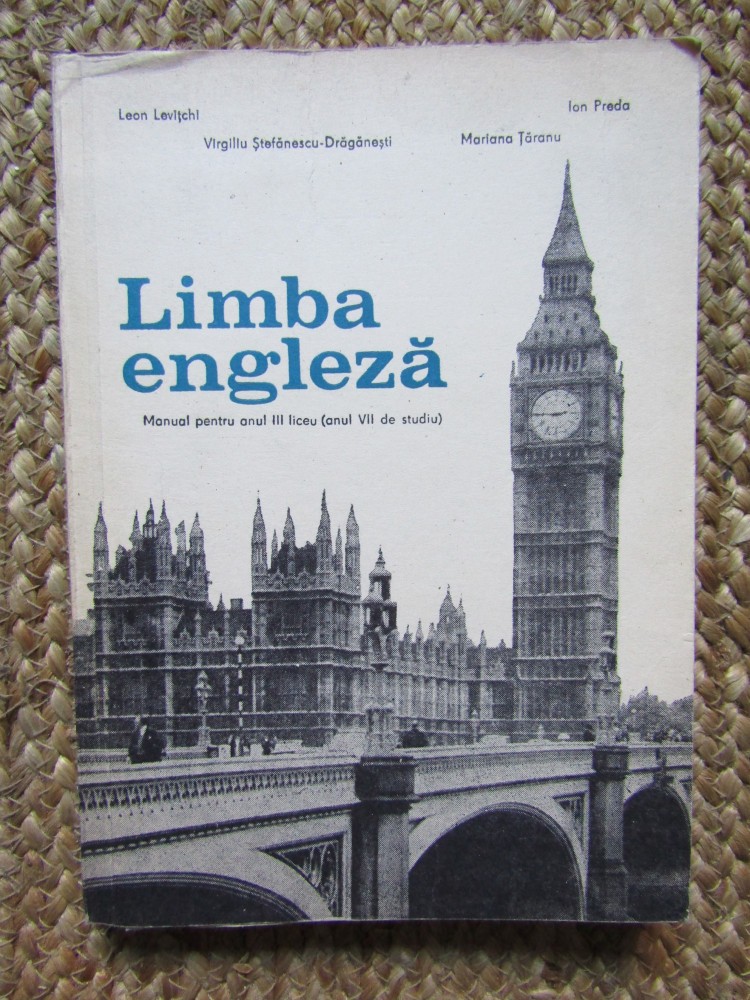 Leon Levițchi
Ion Preda
Virgiliu Ștefănescu-Drăgănești
Mariana Țăranu
Limba
engleză
Manual pentru anul III liceu (anul VII de studiu)